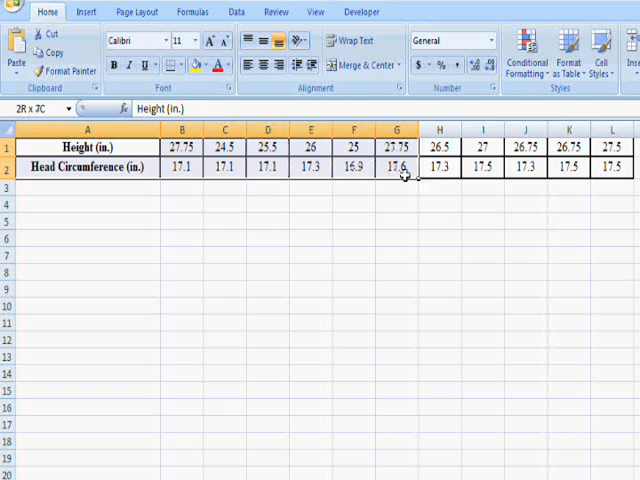 Home Insert Page Layout Formulas Data Review View Developer
Cut Calibri 11 A A Wrap Text General
Copy Conditional Format Cell
Paste Format Painter B I U A Merge & Center $ % , .0 .00 Formatting as Table Styles
Clipboard Font Alignment Number Styles
2R x 7C fx Height (in.)
A B C D E F G H I J K L
1 Height (in.) 27.75 24.5 25.5 26 25 27.75 26.5 27 26.75 26.75 27.5
2 Head Circumference (in.) 17.1 17.1 17.1 17.3 16.9 17.6 17.3 17.5 17.3 17.5 17.5
3
4
5
6
7
8
9
10
11
12
13
14
15
16
17
18
19
20